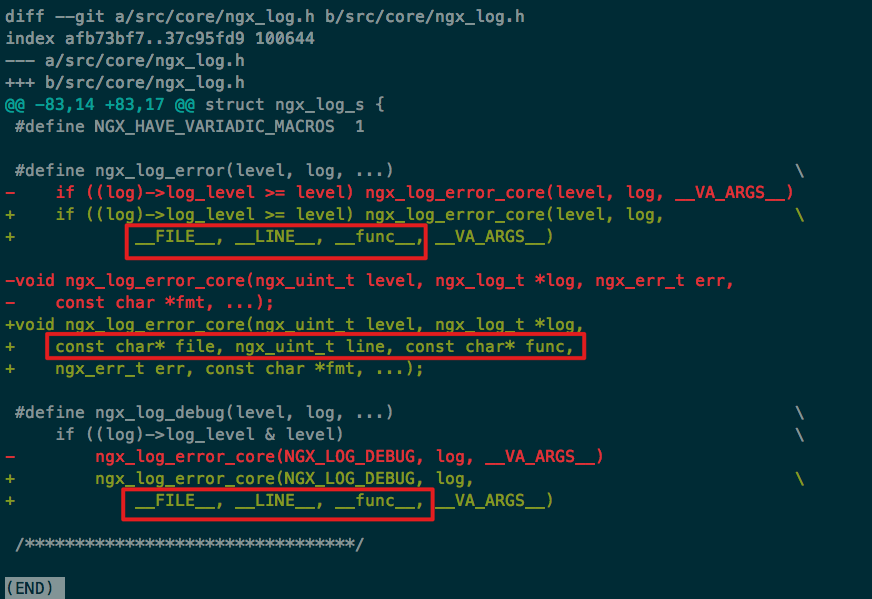 diff --git a/src/core/ngx_log.h b/src/core/ngx_log.h
index afb73bf7..37c95fd9 100644
--- a/src/core/ngx_log.h
+++ b/src/core/ngx_log.h
@@ -83,14 +83,17 @@ struct ngx_log_s {
 #define NGX_HAVE_VARIADIC_MACROS  1

 #define ngx_log_error(level, log, ...)                                        \
-    if ((log)->log_level >= level) ngx_log_error_core(level, log, __VA_ARGS__)
+    if ((log)->log_level >= level) ngx_log_error_core(level, log,             \
+            __FILE__, __LINE__, __func__, __VA_ARGS__)

-void ngx_log_error_core(ngx_uint_t level, ngx_log_t *log, ngx_err_t err,
-    const char *fmt, ...);
+void ngx_log_error_core(ngx_uint_t level, ngx_log_t *log,
+    const char* file, ngx_uint_t line, const char* func,
+    ngx_err_t err, const char *fmt, ...);

 #define ngx_log_debug(level, log, ...)                                        \
     if ((log)->log_level & level)                                             \
-        ngx_log_error_core(NGX_LOG_DEBUG, log, __VA_ARGS__)
+        ngx_log_error_core(NGX_LOG_DEBUG, log,                                \
+            __FILE__, __LINE__, __func__, __VA_ARGS__)

 /*********************************/

(END)